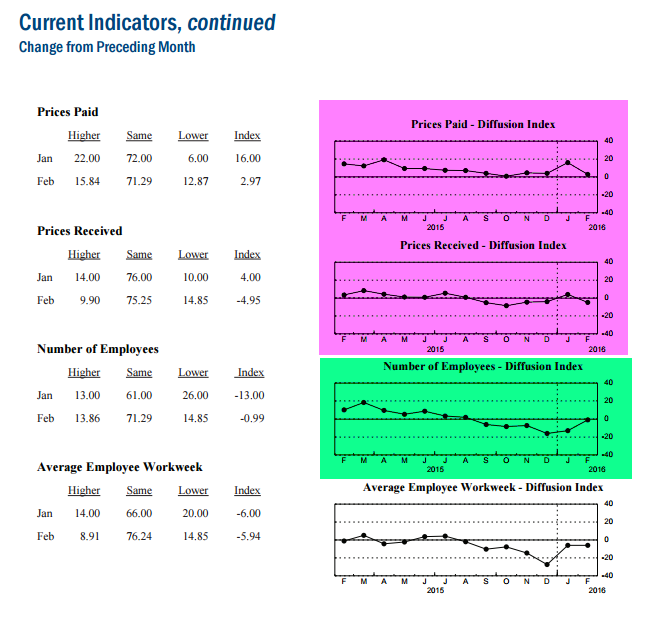 Current Indicators, continued
Change from Preceding Month
Prices Paid
Higher Same Lower Index
Jan 22.00 72.00 6.00 16.00
Feb 15.84 71.29 12.87 2.97
Prices Received
Higher Same Lower Index
Jan 14.00 76.00 10.00 4.00
Feb 9.90 75.25 14.85 -4.95
Number of Employees
Higher Same Lower Index
Jan 13.00 61.00 26.00 -13.00
Feb 13.86 71.29 14.85 -0.99
Average Employee Workweek
Higher Same Lower Index
Jan 14.00 66.00 20.00 -6.00
Feb 8.91 76.24 14.85 -5.94
Prices Paid - Diffusion Index
40
20
0
-20
-40
F M A M J J A S O N D J F
2015 2016
Prices Received - Diffusion Index
40
20
0
-20
-40
F M A M J J A S O N D J F
2015 2016
Number of Employees - Diffusion Index
40
20
0
-20
-40
F M A M J J A S O N D J F
2015 2016
Average Employee Workweek - Diffusion Index
40
20
0
-20
-40
F M A M J J A S O N D J F
2015 2016